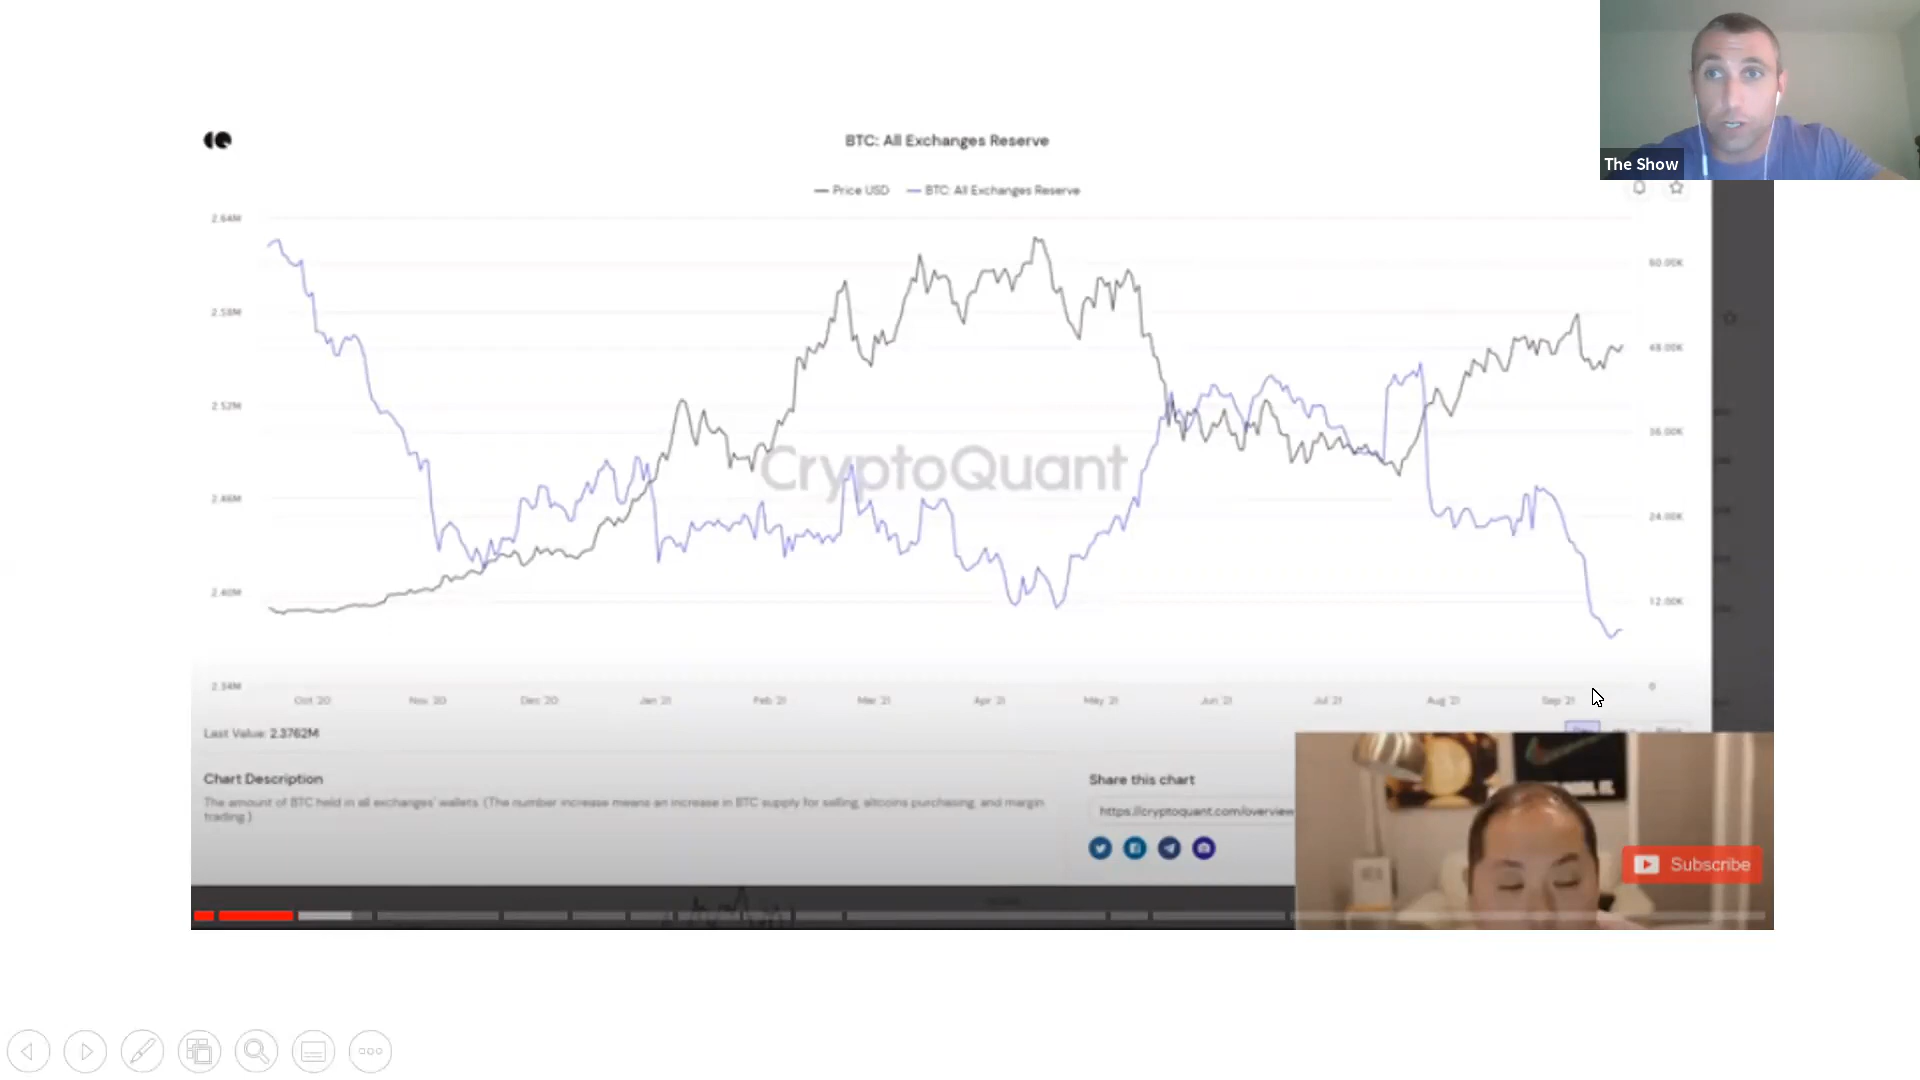 The Show
BTC: All Exchanges Reserve
Price USD
BTC: All Exchanges Reserve
2.64M
60.00K
2.58M
48.00K
2.52M
36.00K
CryptoQuant
2.46M
24.00K
2.40M
12.00K
2.34M
0
Oct '20
Nov '20
Dec '20
Jan '21
Feb '21
Mar '21
Apr '21
May '21
Jun '21
Jul '21
Aug '21
Sep '21
Last Value: 2.3762M
Chart Description
The amount of BTC held in all exchanges' wallets. (The number increase means an increase in BTC supply for selling, altcoins purchasing, and margin
trading.)
Share this chart
https://cryptoquant.com/overview
Subscribe